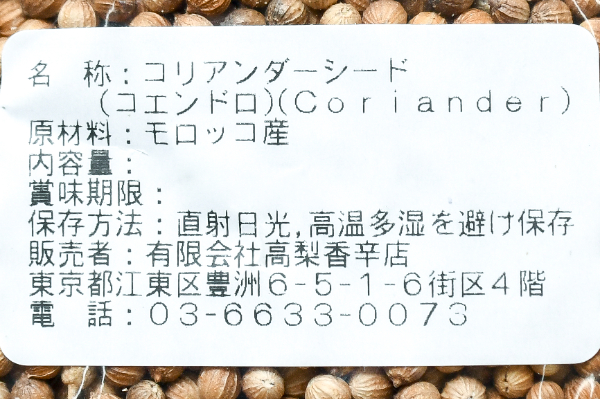 名　称：コリアンダーシード
（コエンドロ）（Coriander）
原材料：モロッコ産
内容量：
賞味期限：
保存方法：直射日光，高温多湿を避け保存
販売者：有限会社高梨香辛店
東京都江東区豊洲６－５－１－６街区４階
電　話：０３－６６３３－００７３